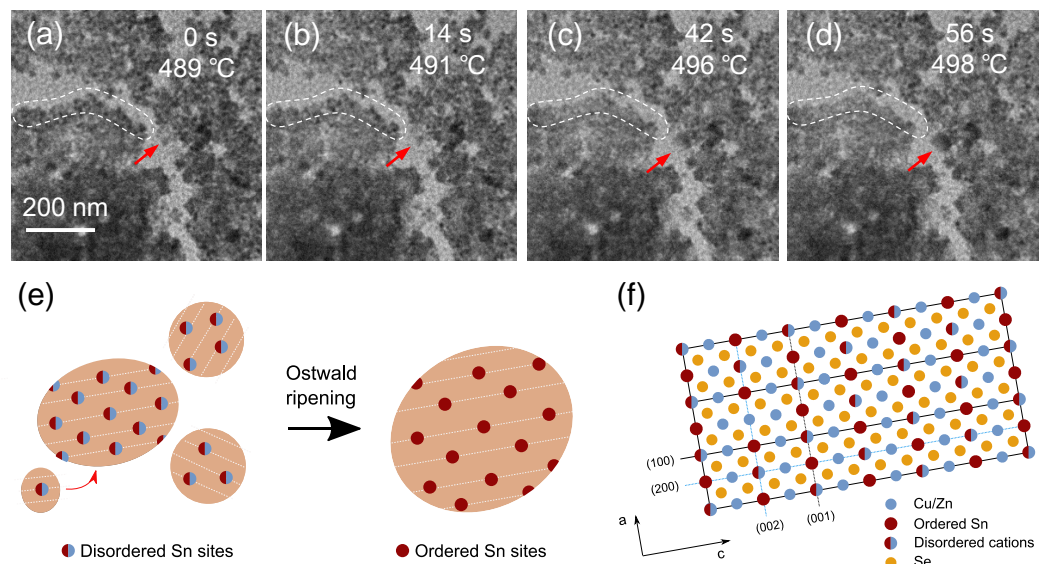 (a)
0 s
489 ℃
200 nm
(b)
14 s
491 ℃
(c)
42 s
496 ℃
(d)
56 s
498 ℃
(e)
Ostwald
ripening
Disordered Sn sites
Ordered Sn sites
(f)
(100)
(200)
(002)
(001)
a
c
Cu/Zn
Ordered Sn
Disordered cations
Se